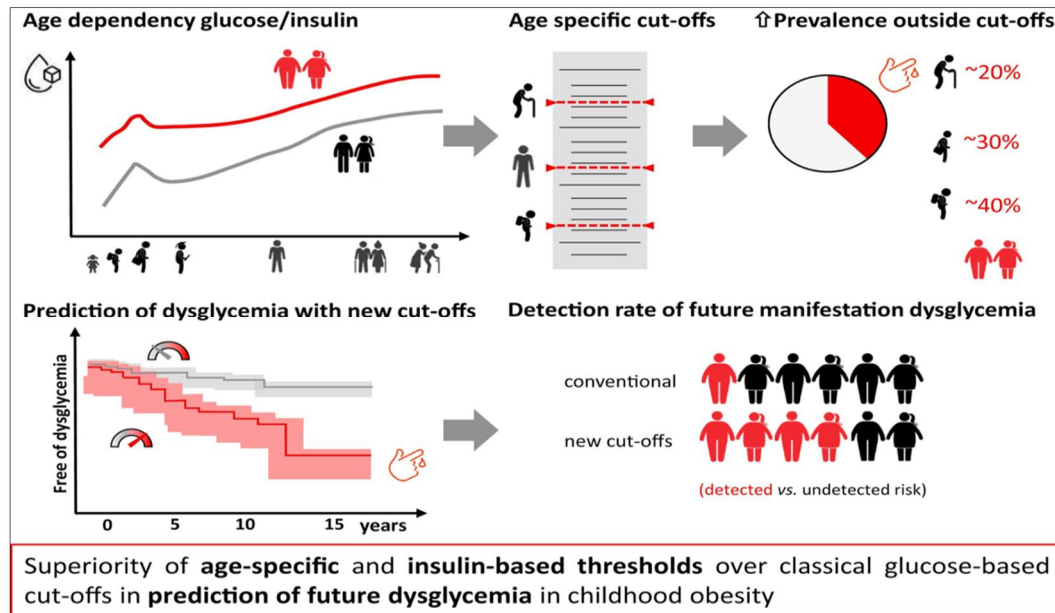 Age dependency glucose/insulin
Age specific cut-offs
⇧Prevalence outside cut-offs
~20%
~30%
~40%
Prediction of dysglycemia with new cut-offs
Free of dysglycemia
0 5 10 15 years
Detection rate of future manifestation dysglycemia
conventional
new cut-offs
(detected vs. undetected risk)
Superiority of age-specific and insulin-based thresholds over classical glucose-based
cut-offs in prediction of future dysglycemia in childhood obesity